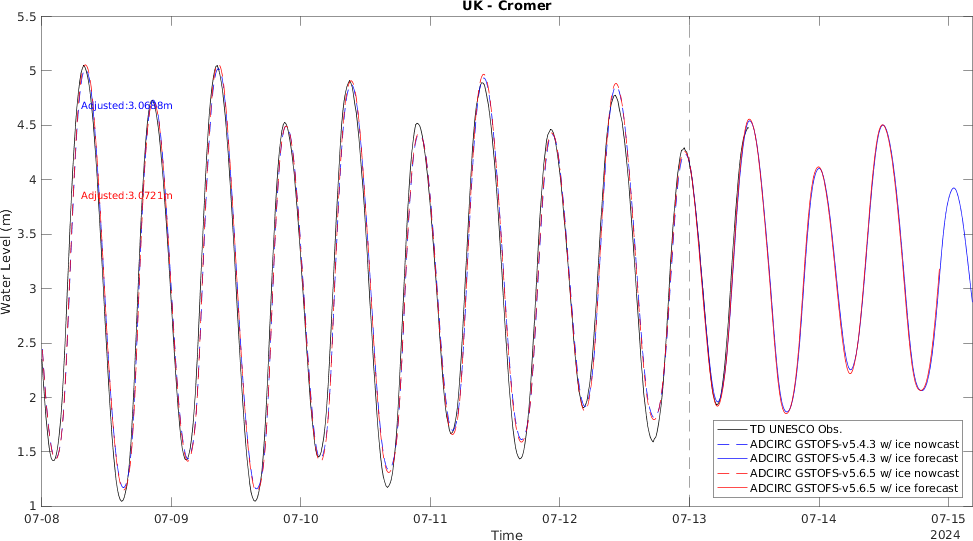 UK - Cromer
5.5
5
4.5
4
3.5
3
2.5
2
1.5
1
Water Level (m)
Adjusted:3.0688m
Adjusted:3.0721m
TD UNESCO Obs.
ADCIRC GSTOFS-v5.4.3 w/ ice nowcast
ADCIRC GSTOFS-v5.4.3 w/ ice forecast
ADCIRC GSTOFS-v5.6.5 w/ ice nowcast
ADCIRC GSTOFS-v5.6.5 w/ ice forecast
07-08 07-09 07-10 07-11 07-12 07-13 07-14 07-15
Time
2024